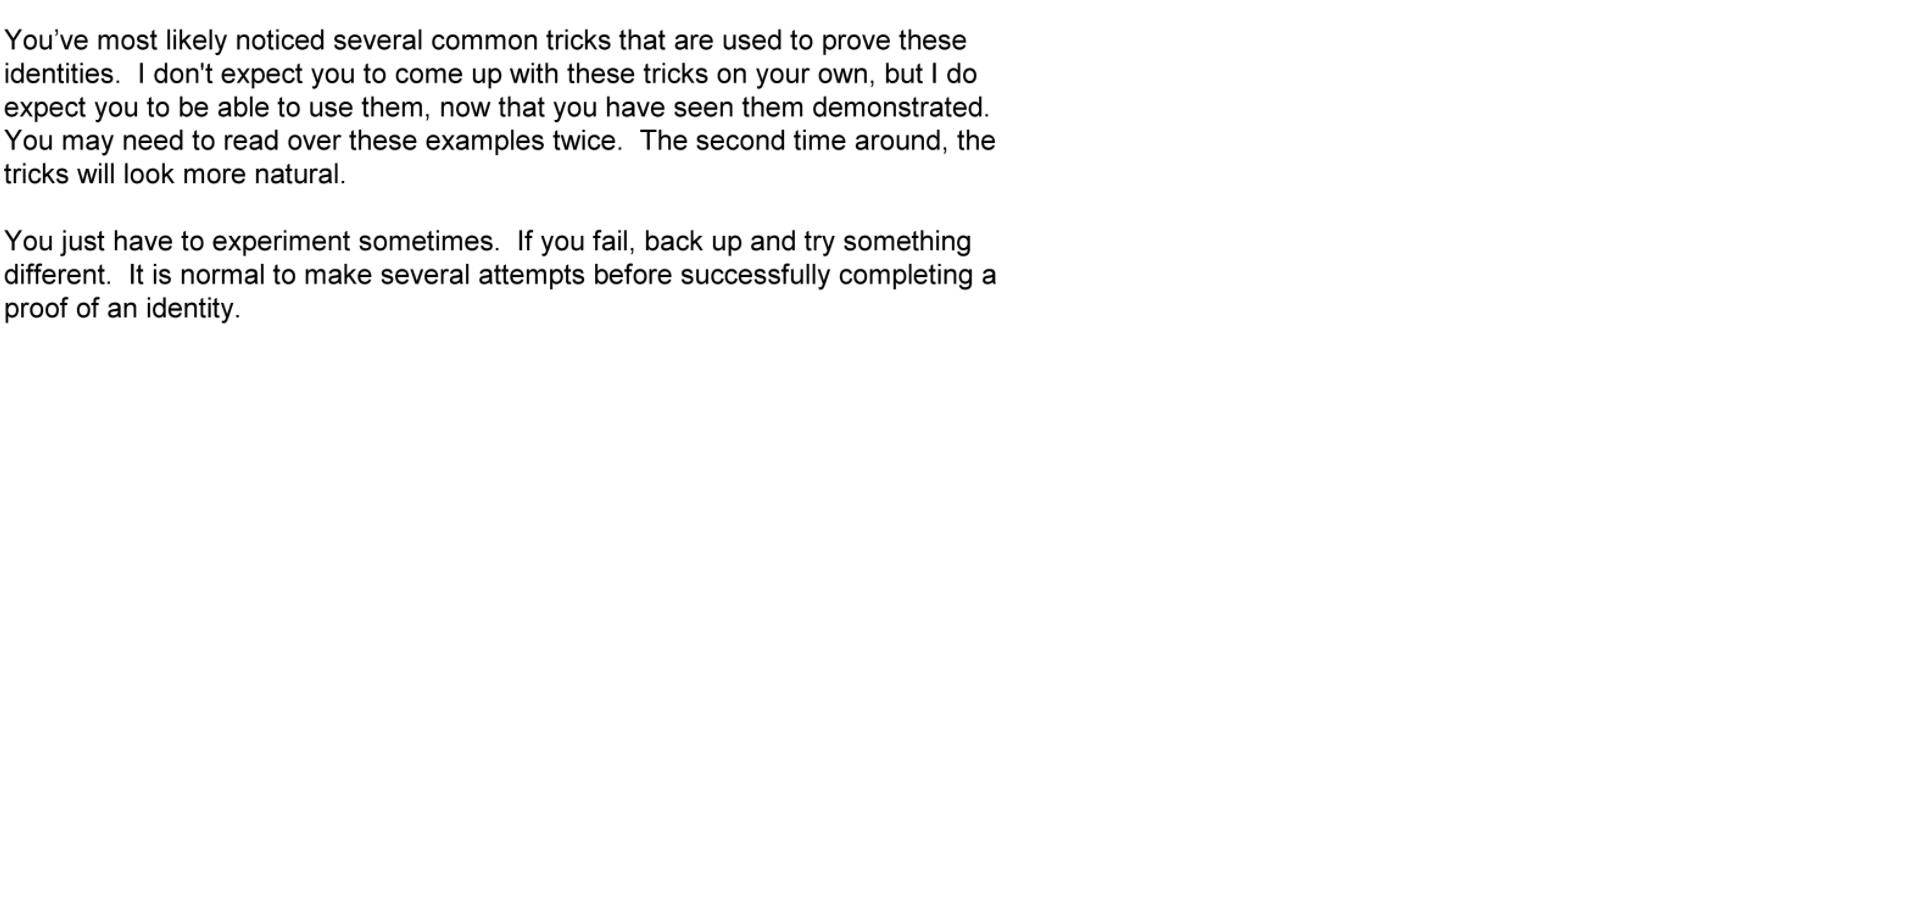 You’ve most likely noticed several common tricks that are used to prove these
identities.  I don't expect you to come up with these tricks on your own, but I do
expect you to be able to use them, now that you have seen them demonstrated.
You may need to read over these examples twice.  The second time around, the
tricks will look more natural.

You just have to experiment sometimes.  If you fail, back up and try something
different.  It is normal to make several attempts before successfully completing a
proof of an identity.